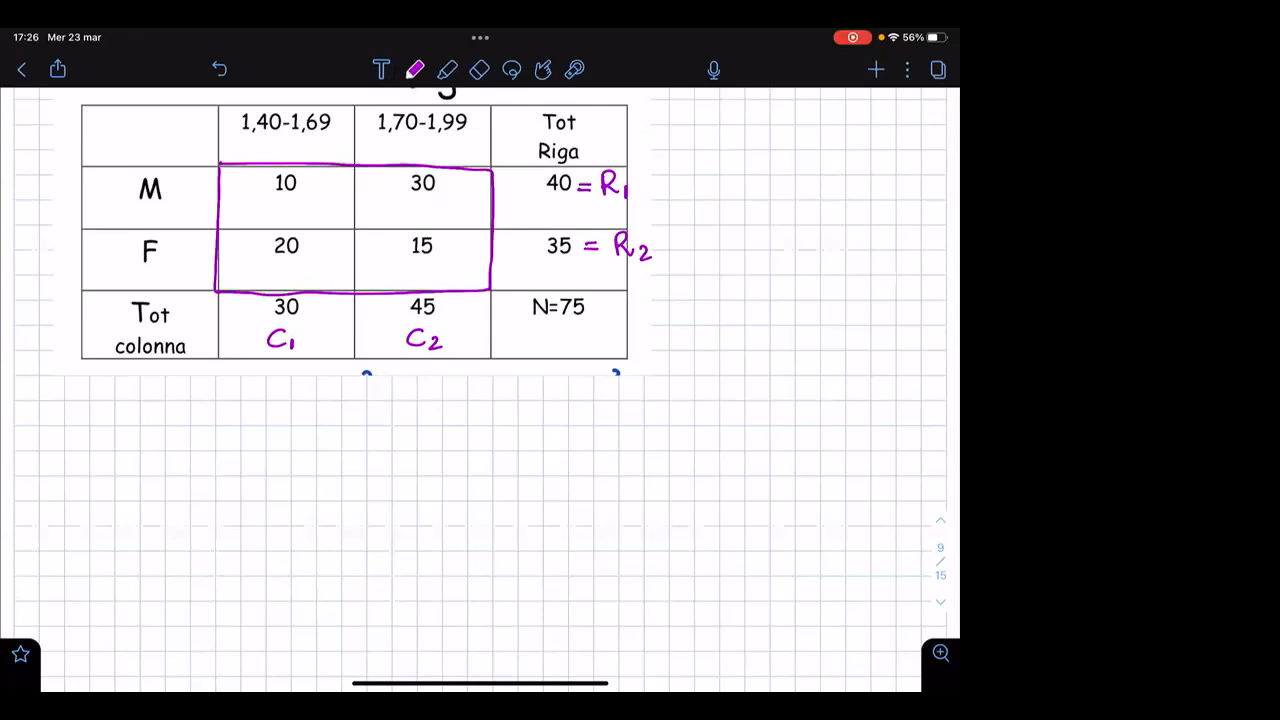 17:26 Mer 23 mar
56%
1,40-1,69 1,70-1,99 Tot Riga
M 10 30 40 = R1
F 20 15 35 = R2
Tot colonna 30 45 N=75
C1 C2
9
/
15